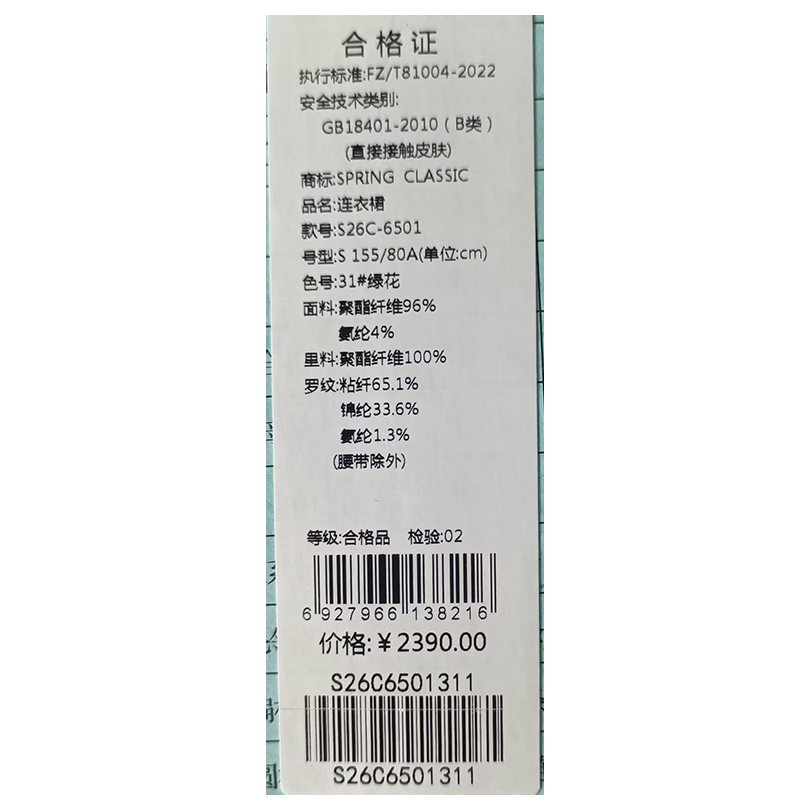 合格证
执行标准:FZ/T81004-2022
安全技术类别:
GB18401-2010（B类）
(直接接触皮肤)
商标:SPRING CLASSIC
品名:连衣裙
款号:S26C-6501
号型:S 155/80A(单位:cm)
色号:31#绿花
面料:聚酯纤维96%
氨纶4%
里料:聚酯纤维100%
罗纹:粘纤65.1%
锦纶33.6%
氨纶1.3%
(腰带除外)
等级:合格品 检验:02
6 927966 138216
价格:￥2390.00
S26C6501311
S26C6501311